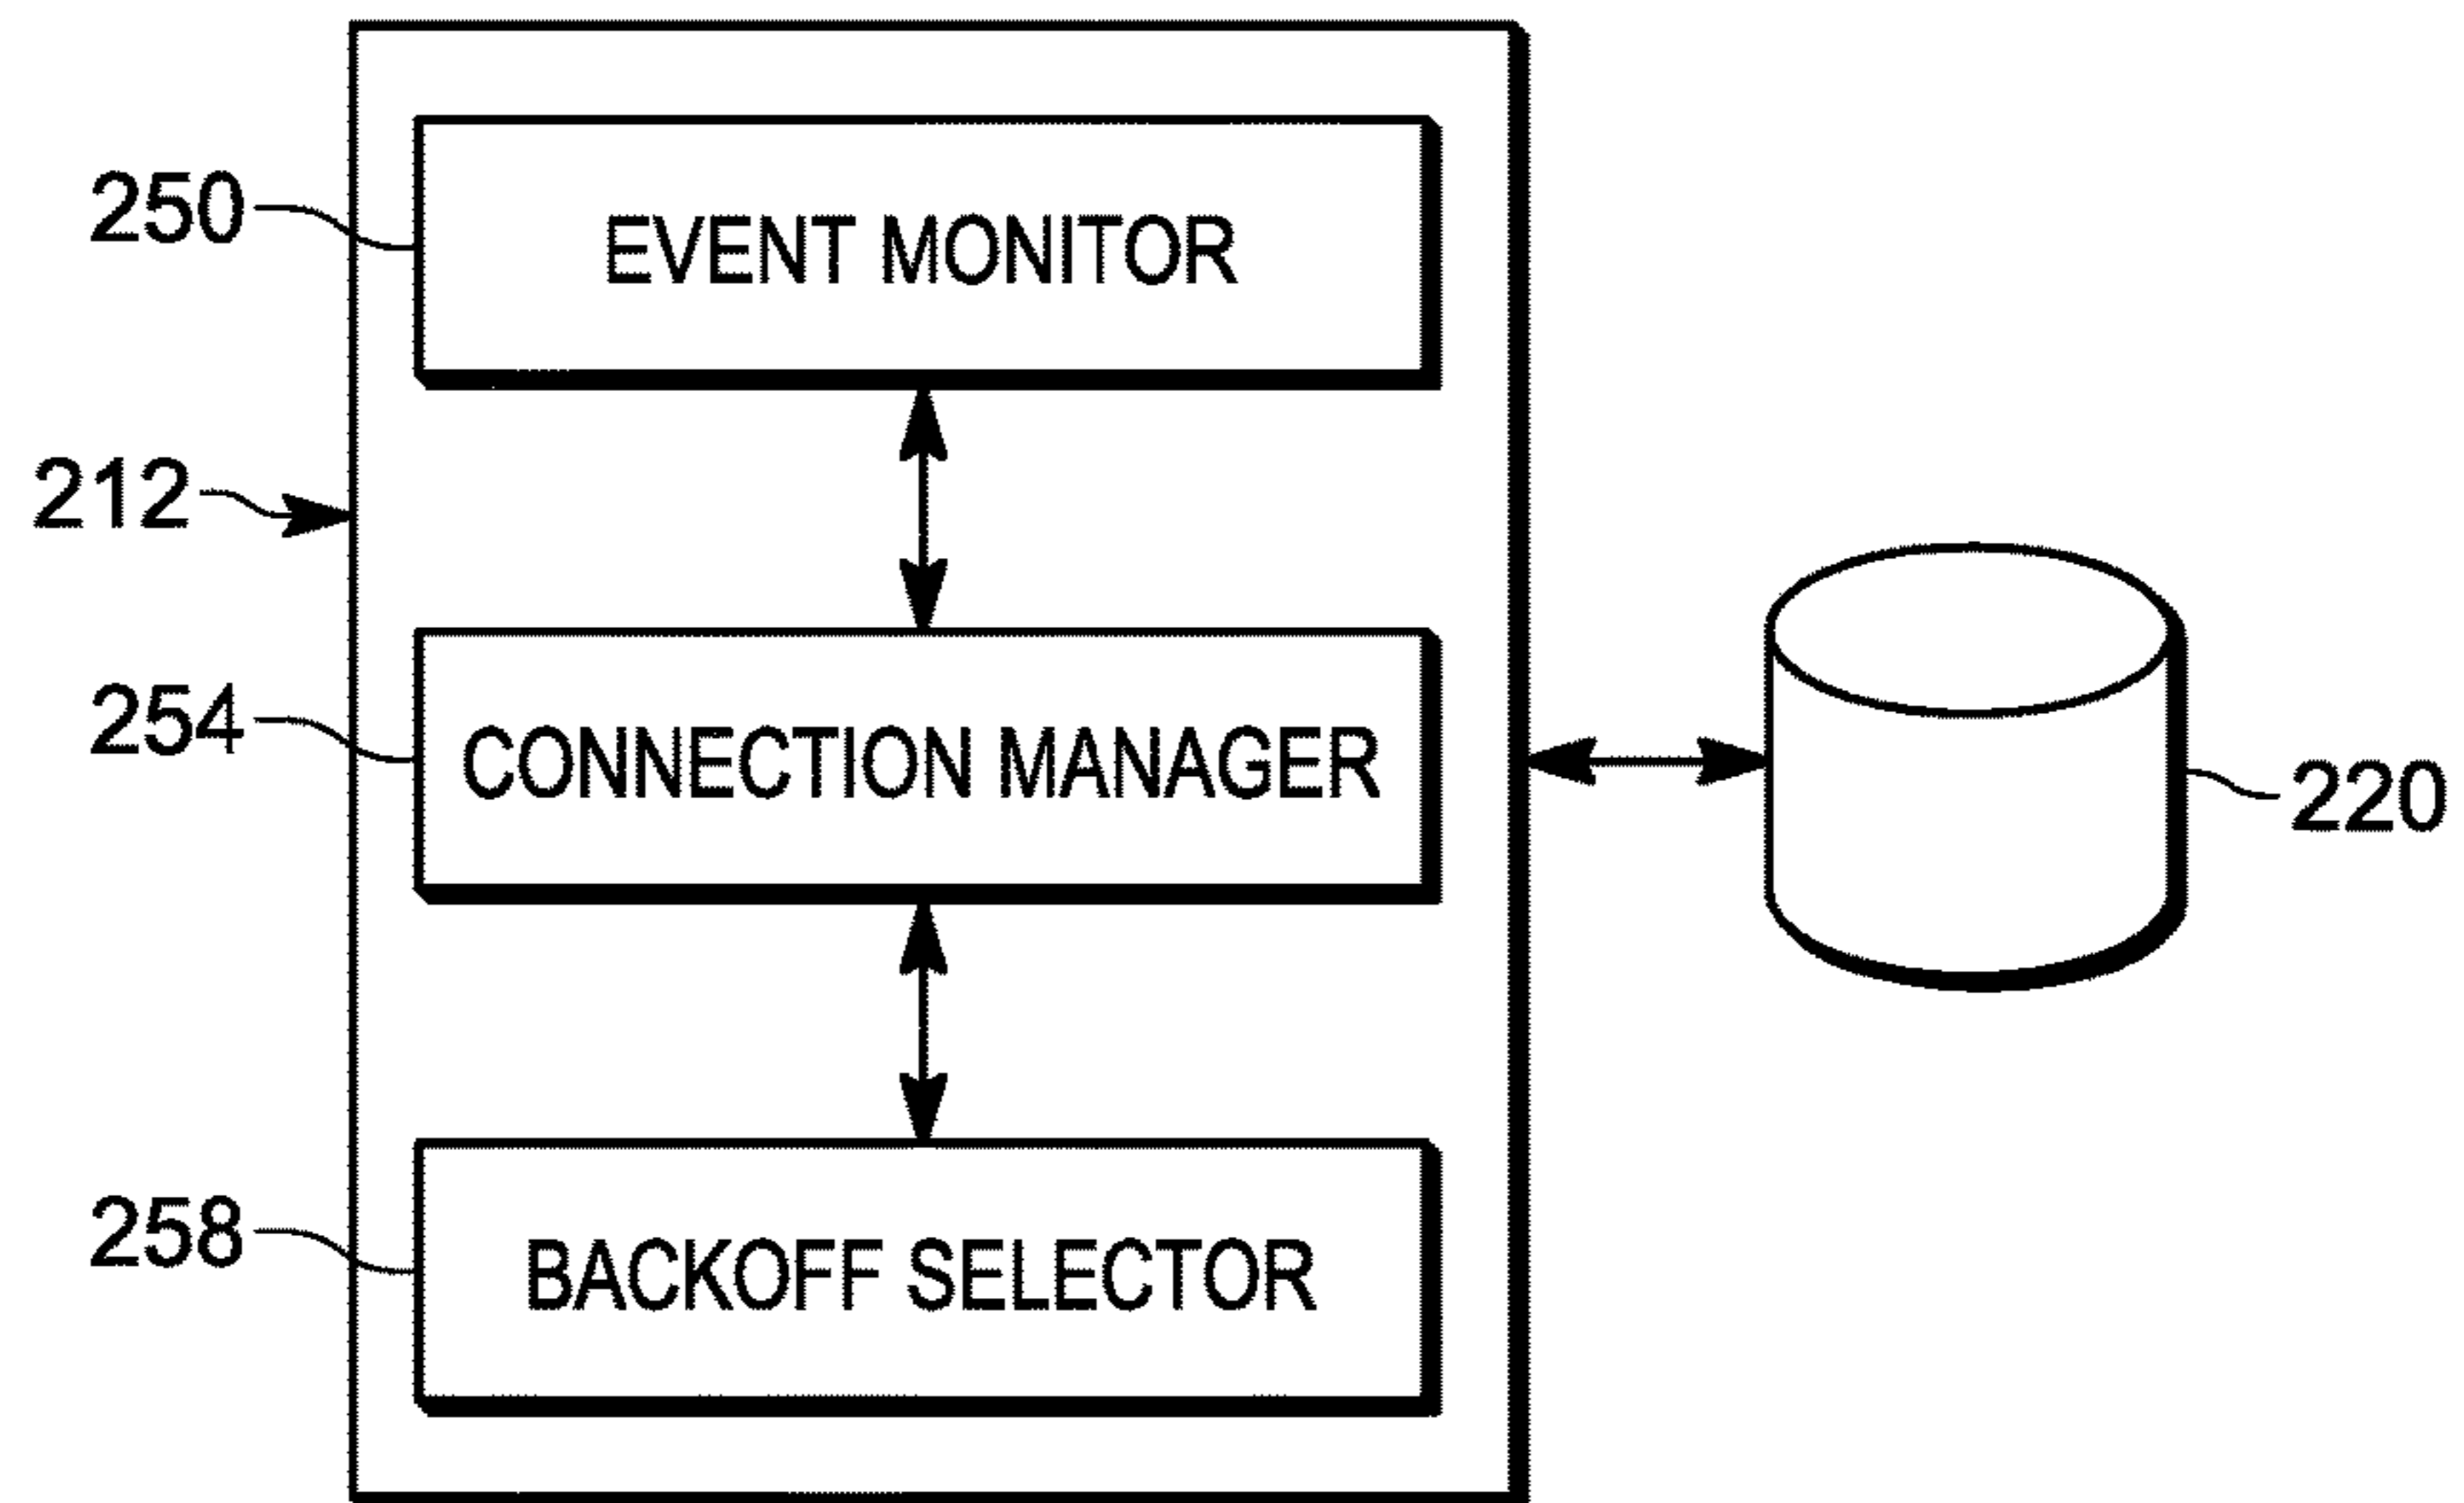 250
EVENT MONITOR
212
254
CONNECTION MANAGER
220
258
BACKOFF SELECTOR